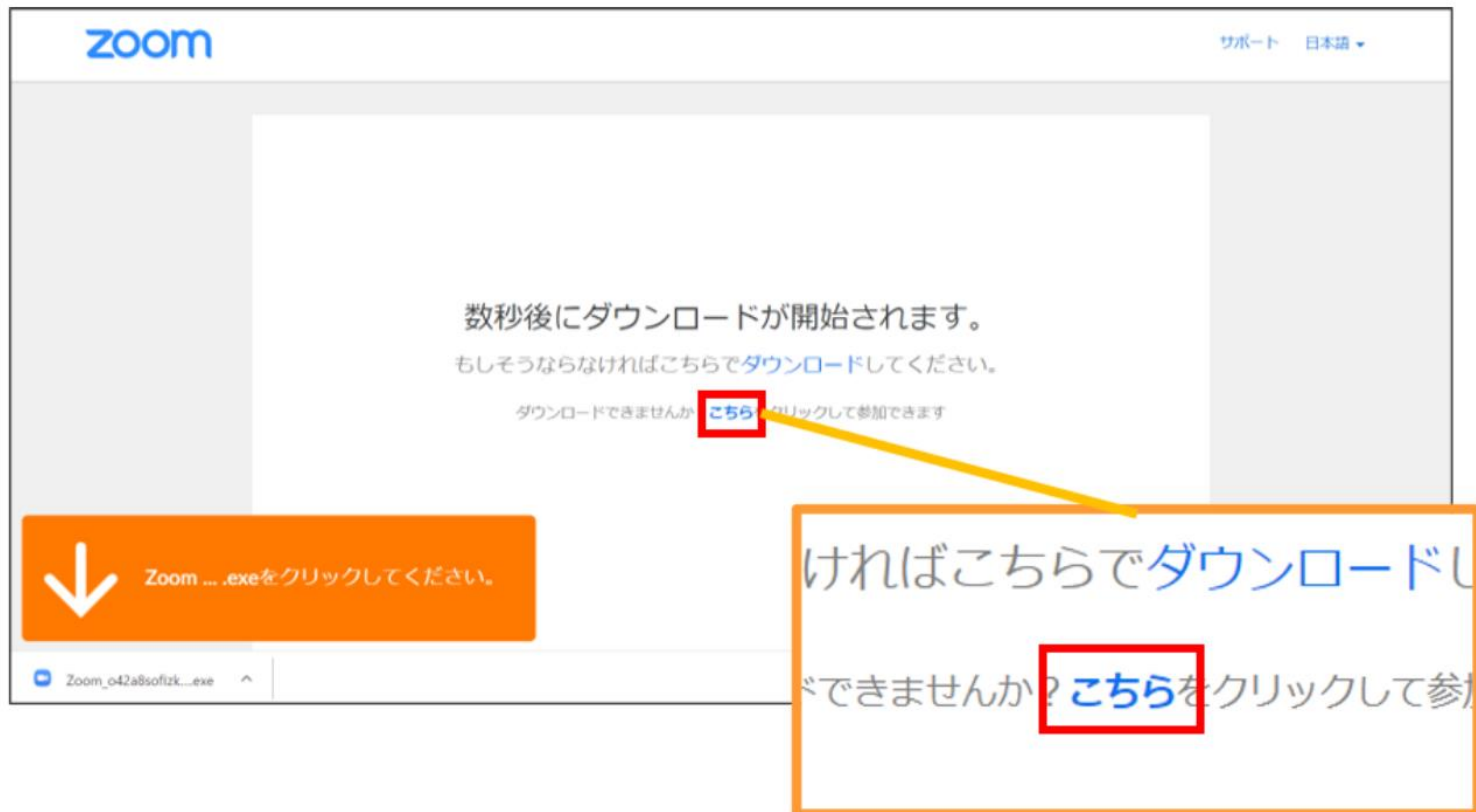 zoom
サポート 日本語
数秒後にダウンロードが開始されます。
もしそうならなければこちらでダウンロードしてください。
ダウンロードできませんか こちら クリックして参加できます
Zoom ... .exeをクリックしてください。
Zoom_o42a8sofizk....exe
ければこちらでダウンロードし
できませんか？こちらをクリックして参